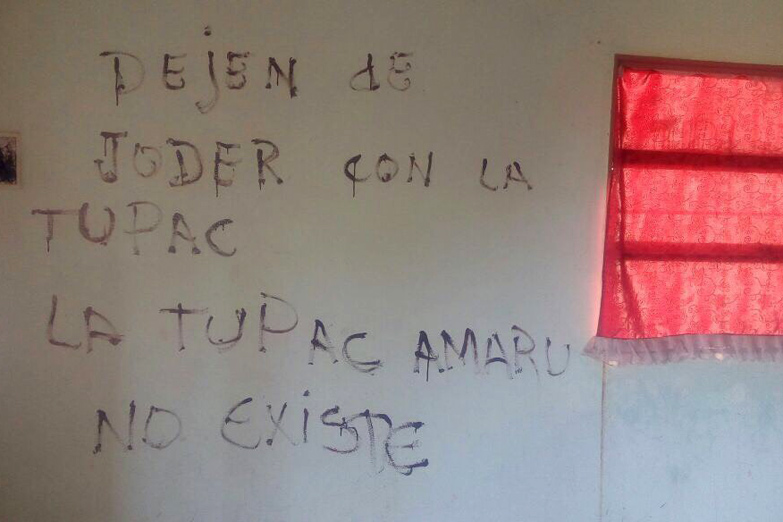 DEjEN dE
JODER CON LA
TUPAC
LA TUPAC AMARU
NO EXiSTE